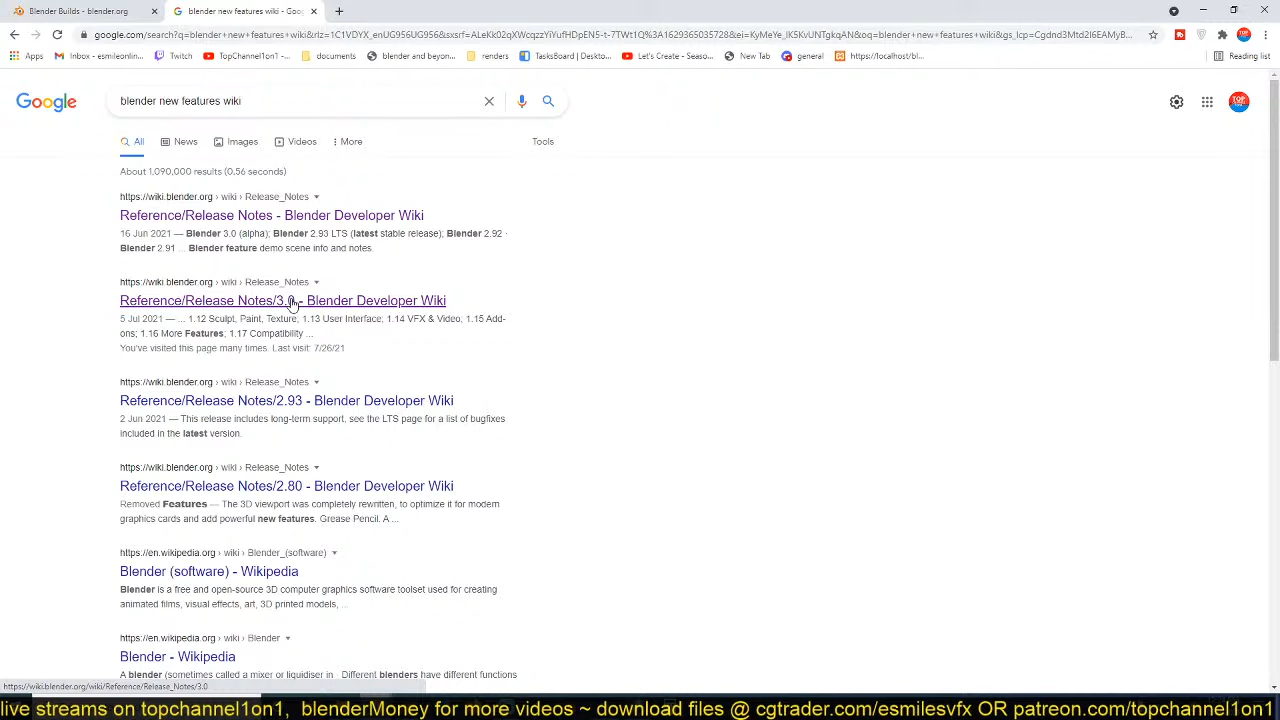 Blender Builds - blender.org
blender new features wiki - Goo
google.com/search?q=blender+new+features+wiki&rlz=1C1VDYX_enUG956UG956&sxsrf=
Apps
Inbox - esmileonlin...
Twitch
TopChannel1on1 -...
documents
blender and beyon...
renders
TasksBoard | Deskto...
Let's Create - Seaso...
New Tab
general
https://localhost/bl...
Reading list
Google
blender new features wiki
TOP
All
News
Images
Videos
More
Tools
About 1,090,000 results (0.56 seconds)
https://wiki.blender.org › wiki › Release_Notes
Reference/Release Notes - Blender Developer Wiki
16 Jun 2021 — Blender 3.0 (alpha); Blender 2.93 LTS (latest stable release); Blender 2.92 ·
Blender 2.91 ... Blender feature demo scene info and notes.
https://wiki.blender.org › wiki › Release_Notes
Reference/Release Notes/3.0 - Blender Developer Wiki
5 Jul 2021 — ... 1.12 Sculpt, Paint, Texture; 1.13 User Interface; 1.14 VFX & Video; 1.15 Add-
ons; 1.16 More Features; 1.17 Compatibility ...
You've visited this page many times. Last visit: 7/26/21
https://wiki.blender.org › wiki › Release_Notes
Reference/Release Notes/2.93 - Blender Developer Wiki
2 Jun 2021 — This release includes long-term support, see the LTS page for a list of bugfixes
included in the latest version.
https://wiki.blender.org › wiki › Release_Notes
Reference/Release Notes/2.80 - Blender Developer Wiki
Removed Features — The 3D viewport was completely rewritten, to optimize it for modern
graphics cards and add powerful new features. Grease Pencil. A ...
https://en.wikipedia.org › wiki › Blender_(software)
Blender (software) - Wikipedia
Blender is a free and open-source 3D computer graphics software toolset used for creating
animated films, visual effects, art, 3D printed models, ...
https://en.wikipedia.org › wiki › Blender
Blender - Wikipedia
A blender (sometimes called a mixer or liquidiser in · Different blenders have different functions
https://wiki.blender.org/wiki/Reference/Release_Notes/3.0
live streams on topchannel1on1, blenderMoney for more videos ~ download files @ cgtrader.com/esmilesvfx OR patreon.com/topchannel1on1